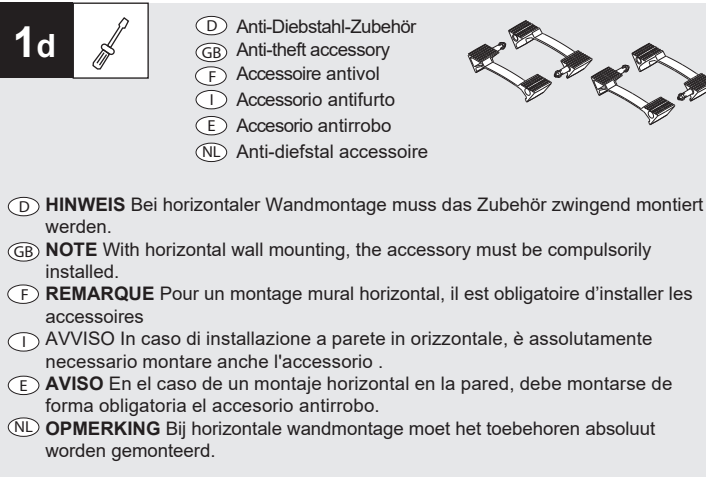 1d
D Anti-Diebstahl-Zubehör
GB Anti-theft accessory
F Accessoire antivol
I Accessorio antifurto
E Accesorio antirrobo
NL Anti-diefstal accessoire
D HINWEIS Bei horizontaler Wandmontage muss das Zubehör zwingend montiert
werden.
GB NOTE With horizontal wall mounting, the accessory must be compulsorily
installed.
F REMARQUE Pour un montage mural horizontal, il est obligatoire d’installer les
accessoires
I AVVISO In caso di installazione a parete in orizzontale, è assolutamente
necessario montare anche l'accessorio .
E AVISO En el caso de un montaje horizontal en la pared, debe montarse de
forma obligatoria el accesorio antirrobo.
NL OPMERKING Bij horizontale wandmontage moet het toebehoren absoluut
worden gemonteerd.